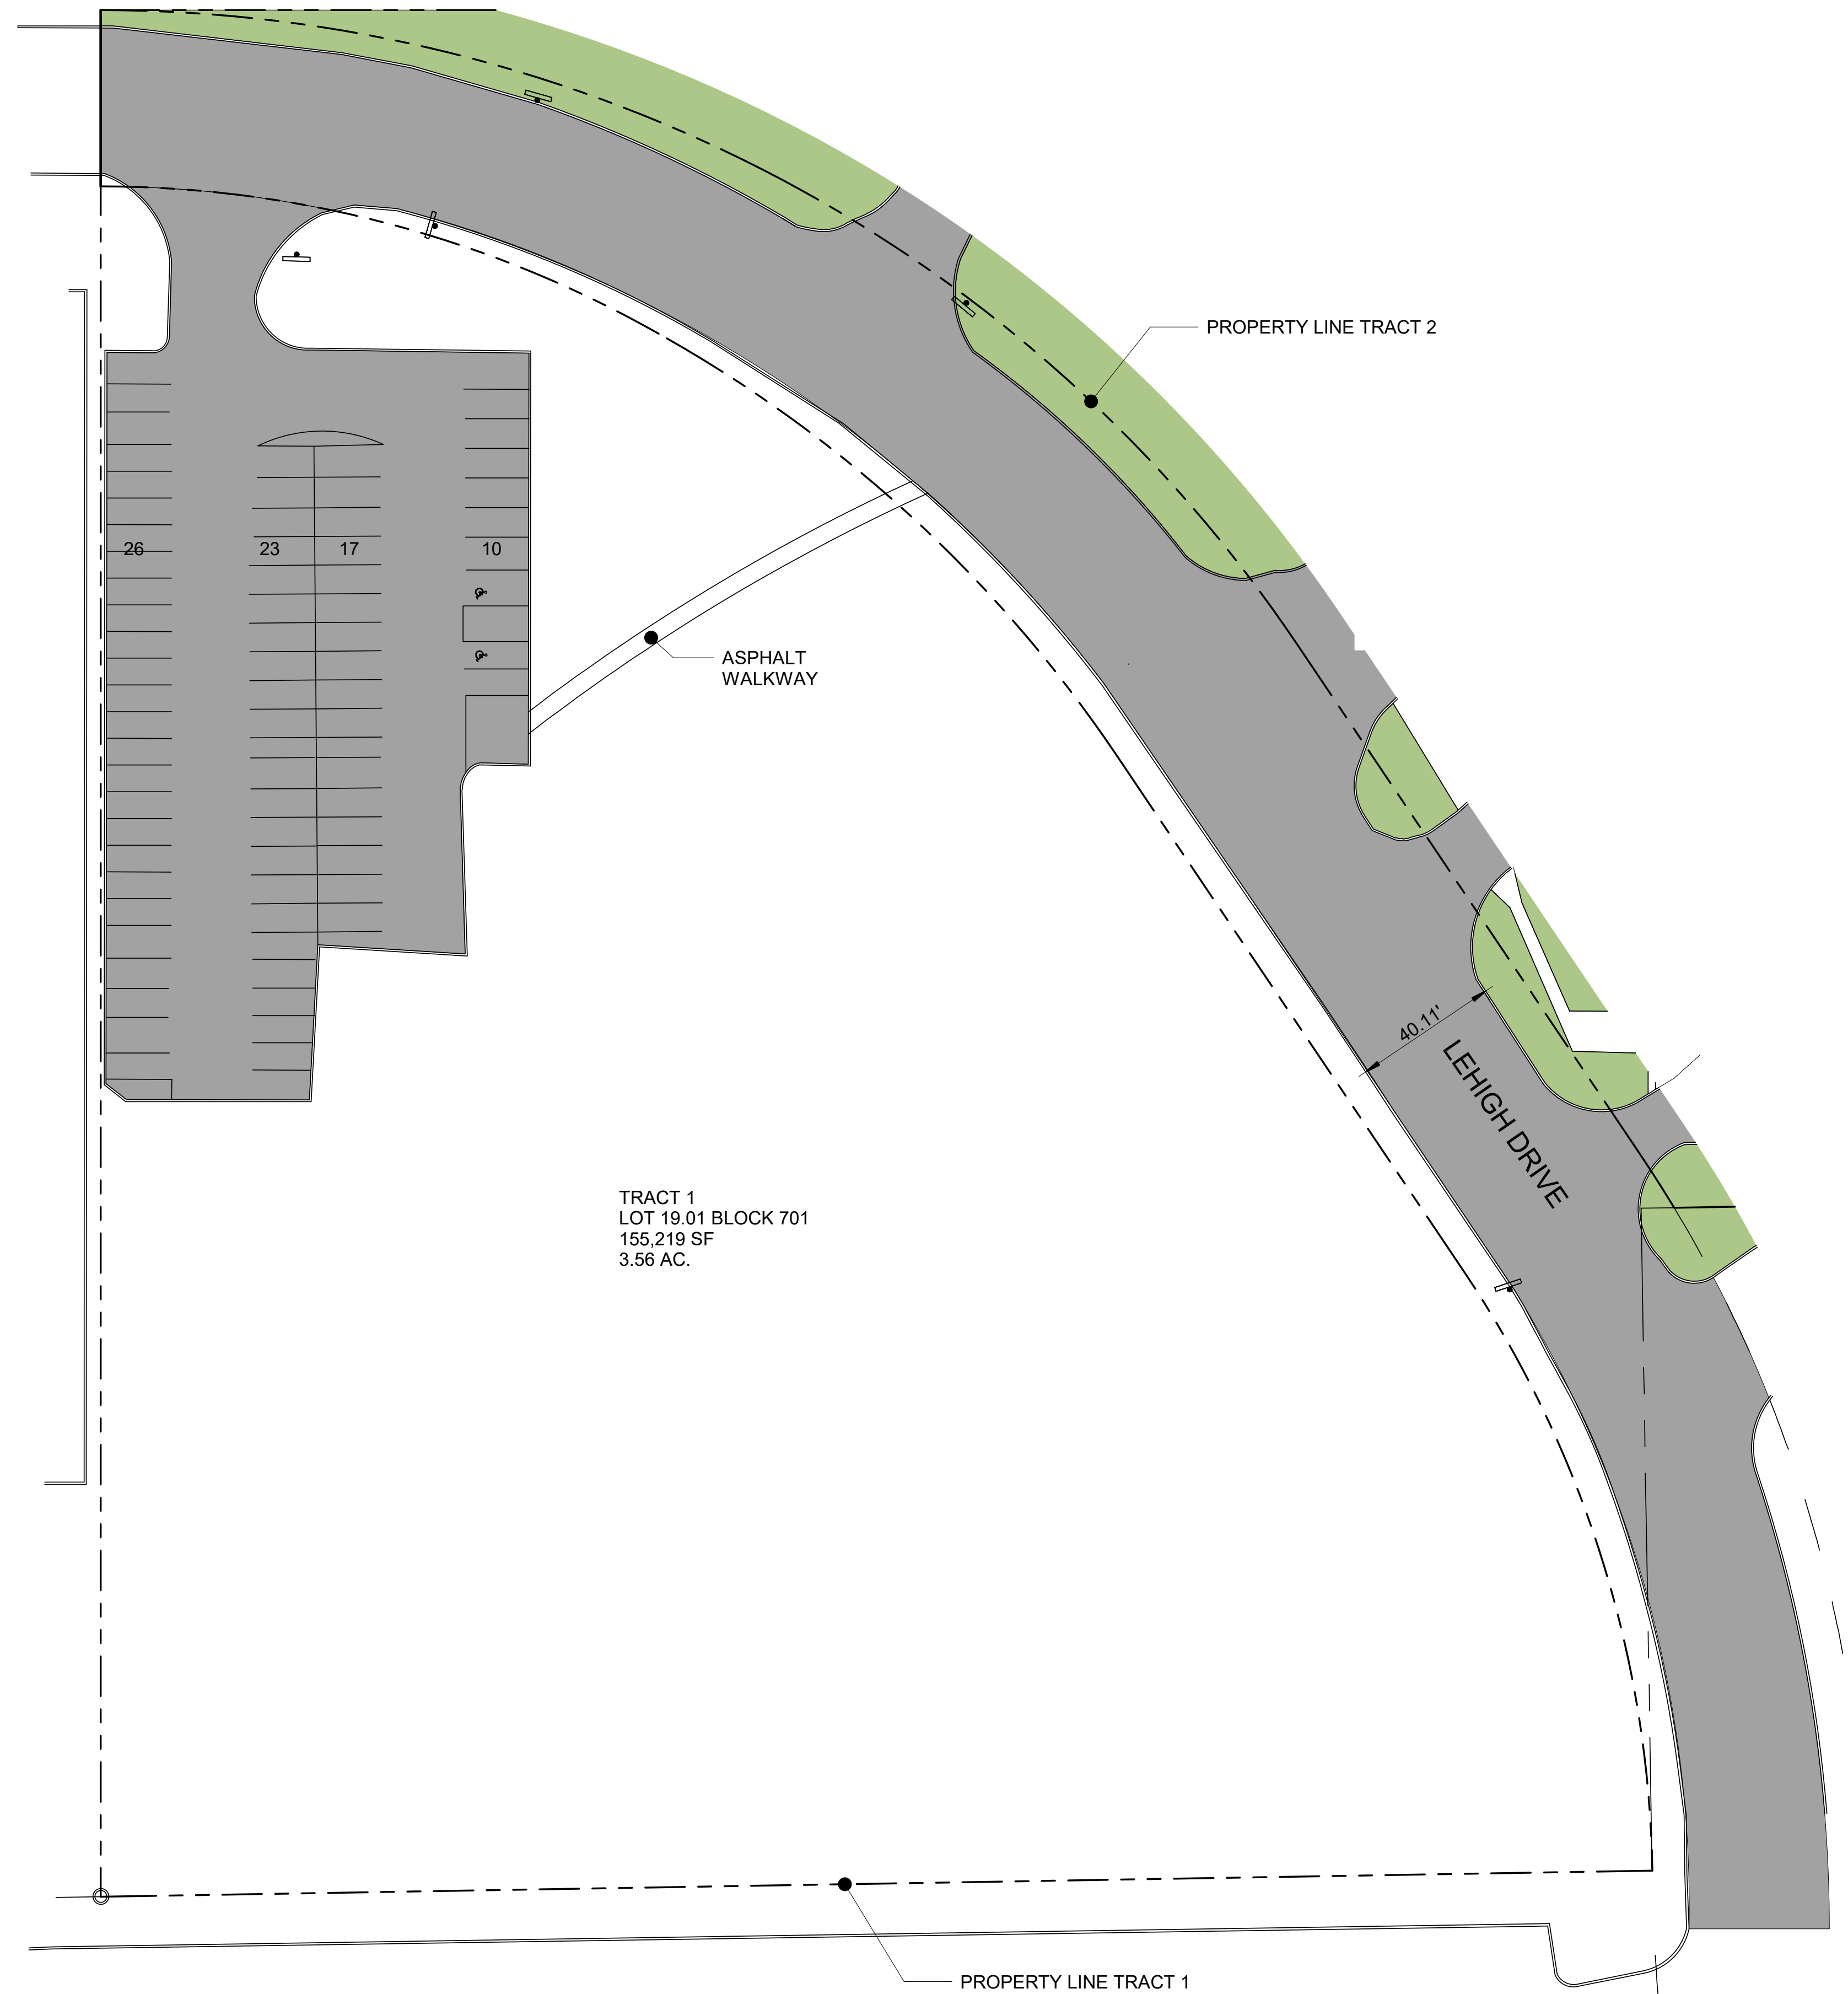 PROPERTY LINE TRACT 2
26
23
17
10
ASPHALT
WALKWAY
40.11'
LEHIGH DRIVE
TRACT 1
LOT 19.01 BLOCK 701
155,219 SF
3.56 AC.
PROPERTY LINE TRACT 1